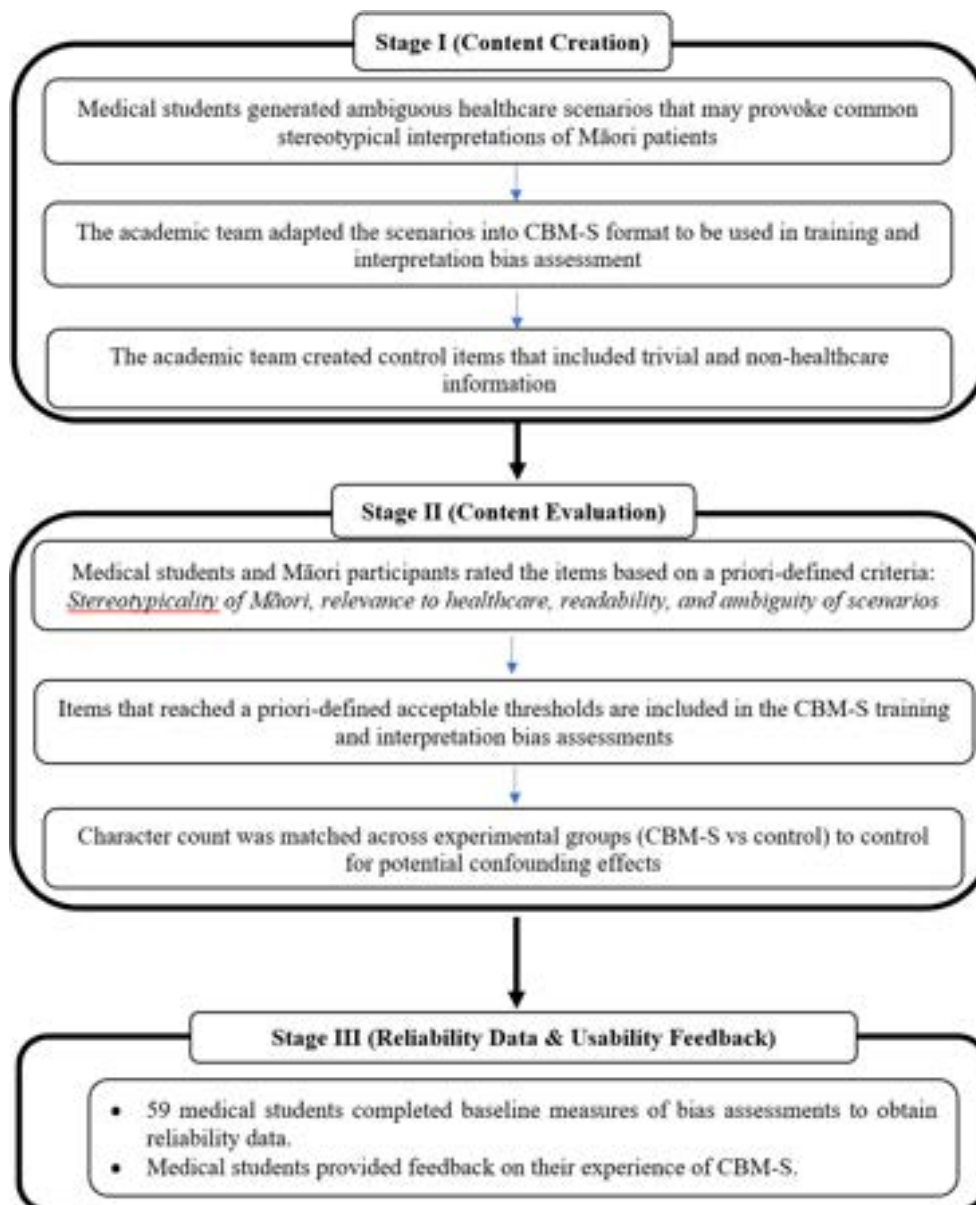 Stage I (Content Creation)
Medical students generated ambiguous healthcare scenarios that may provoke common
stereotypical interpretations of Māori patients
The academic team adapted the scenarios into CBM-S format to be used in training and
interpretation bias assessment
The academic team created control items that included trivial and non-healthcare
information
Stage II (Content Evaluation)
Medical students and Māori participants rated the items based on a priori-defined criteria:
Stereotypicality of Māori, relevance to healthcare, readability, and ambiguity of scenarios
Items that reached a priori-defined acceptable thresholds are included in the CBM-S training
and interpretation bias assessments
Character count was matched across experimental groups (CBM-S vs control) to control
for potential confounding effects
Stage III (Reliability Data & Usability Feedback)
• 59 medical students completed baseline measures of bias assessments to obtain
reliability data.
• Medical students provided feedback on their experience of CBM-S.